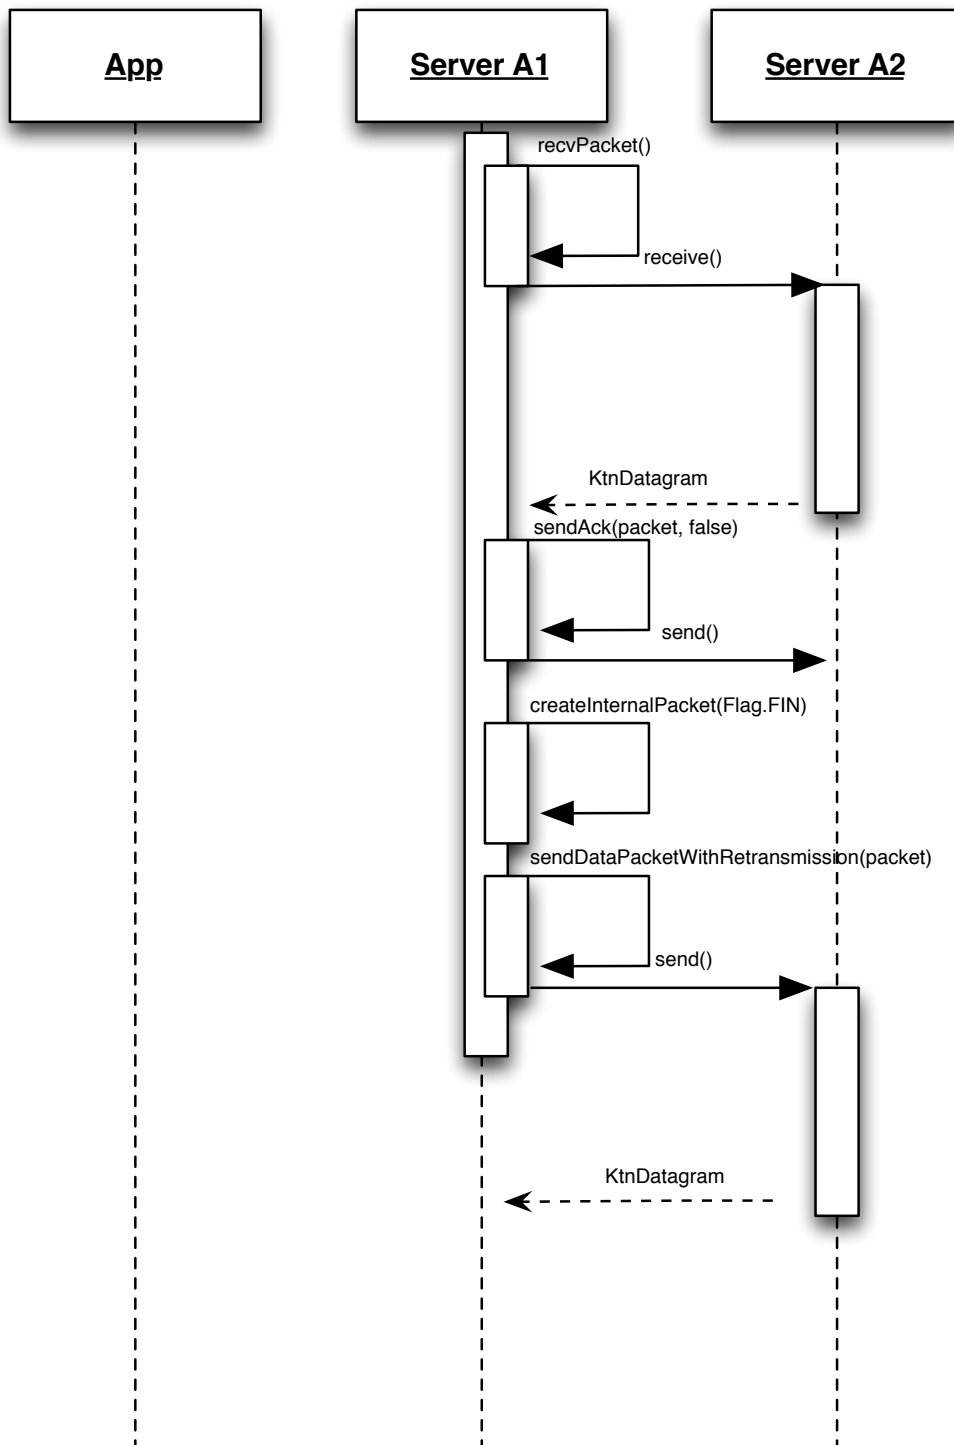 App
Server A1
Server A2
recvPacket()
receive()
KtnDatagram
sendAck(packet, false)
send()
createInternalPacket(Flag.FIN)
sendDataPacketWithRetransmission(packet)
send()
KtnDatagram